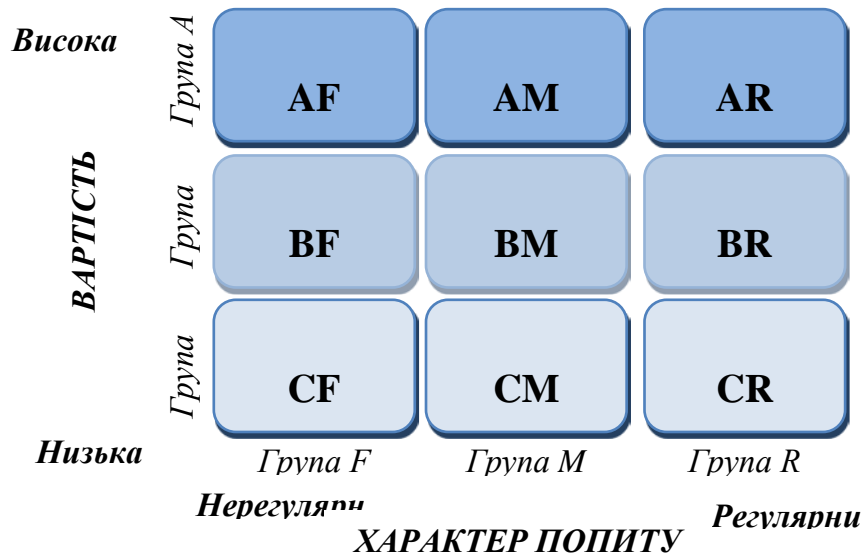 Висока
Група A
AF AM AR
ВАРТІСТЬ
Група
BF BM BR
Група
CF CM CR
Низька
Група F Група M Група R
Нерегулярн Регулярни
ХАРАКТЕР ПОПИТУ